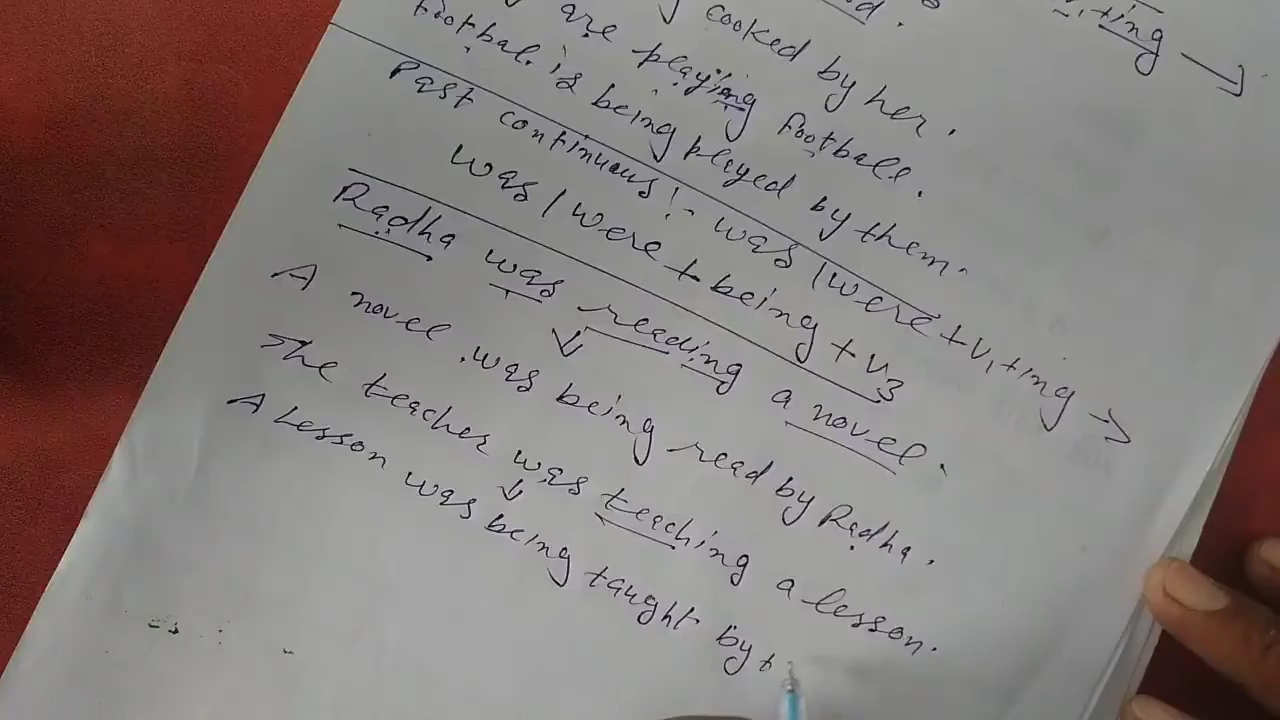 cooked by her.
are playing football.
Football is being played by them.
Past continuous :- was / were + v1 + ing →
was / were + being + v3
Radha was reading a novel.
A novel was being read by Radha.
The teacher was teaching a lesson.
A Lesson was being taught by t